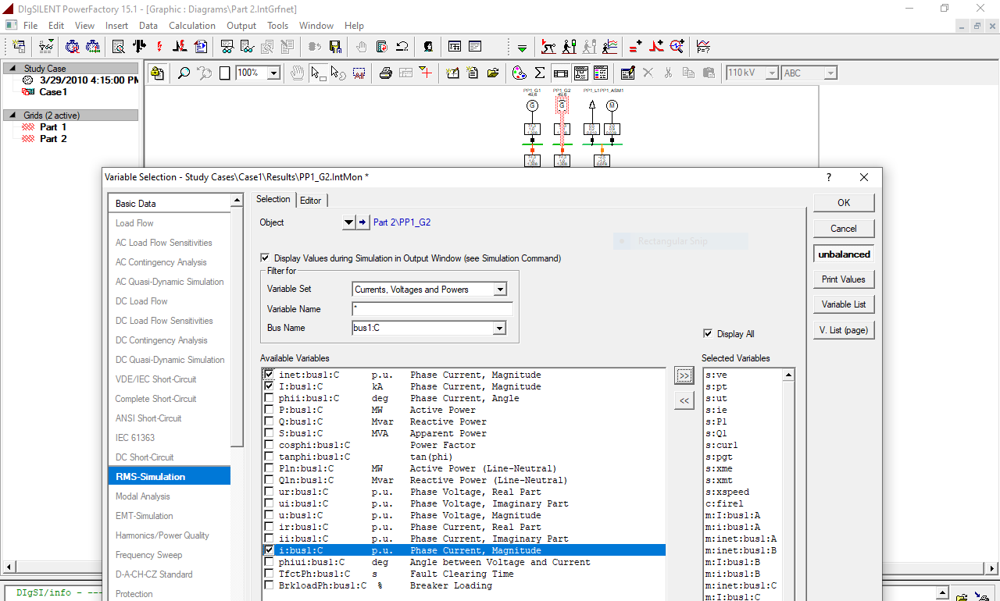 DIgSILENT PowerFactory 15.1 - [Graphic : Diagrams\Part 2.IntGrfnet]
File Edit View Insert Data Calculation Output Tools Window Help
100% 110 kV ABC
Study Case
3/29/2010 4:15:00 PM
Case1
Grids (2 active)
Part 1
Part 2
PP1_G1 PP1_G2 PP1_L1 PP1_ASM1
G G M
Variable Selection - Study Cases\Case1\Results\PP1_G2.IntMon *
?
Basic Data
Load Flow
AC Load Flow Sensitivities
AC Contingency Analysis
AC Quasi-Dynamic Simulation
DC Load Flow
DC Load Flow Sensitivities
DC Contingency Analysis
DC Quasi-Dynamic Simulation
VDE/IEC Short-Circuit
Complete Short-Circuit
ANSI Short-Circuit
IEC 61363
DC Short-Circuit
RMS-Simulation
Modal Analysis
EMT-Simulation
Harmonics/Power Quality
Frequency Sweep
D-A-CH-CZ Standard
Protection
Selection Editor
Object Part 2\PP1_G2
Rectangular Snip
Display Values during Simulation in Output Window (see Simulation Command)
Filter for
Variable Set Currents, Voltages and Powers
Variable Name *
Bus Name bus1:C
Display All
Available Variables
inet:bus1:C p.u. Phase Current, Magnitude
I:bus1:C kA Phase Current, Magnitude
phii:bus1:C deg Phase Current, Angle
P:bus1:C MW Active Power
Q:bus1:C Mvar Reactive Power
S:bus1:C MVA Apparent Power
cosphi:bus1:C Power Factor
tanphi:bus1:C tan(phi)
Pln:bus1:C MW Active Power (Line-Neutral)
Qln:bus1:C Mvar Reactive Power (Line-Neutral)
ur:bus1:C p.u. Phase Voltage, Real Part
ui:bus1:C p.u. Phase Voltage, Imaginary Part
u:bus1:C p.u. Phase Voltage, Magnitude
ir:bus1:C p.u. Phase Current, Real Part
ii:bus1:C p.u. Phase Current, Imaginary Part
i:bus1:C p.u. Phase Current, Magnitude
phiui:bus1:C deg Angle between Voltage and Current
TfctPh:bus1:C s Fault Clearing Time
BrkloadPh:bus1:C % Breaker Loading
>>
<<
Selected Variables
s:ve
s:pt
s:ut
s:ie
s:P1
s:Q1
s:cur1
s:pgt
s:xme
s:xmt
s:xspeed
c:firel
m:I:bus1:A
m:i:bus1:A
m:inet:bus1:A
m:inet:bus1:B
m:I:bus1:B
m:i:bus1:B
m:inet:bus1:C
m:I:bus1:C
OK
Cancel
unbalanced
Print Values
Variable List
V. List (page)
DIgSI/info - ---